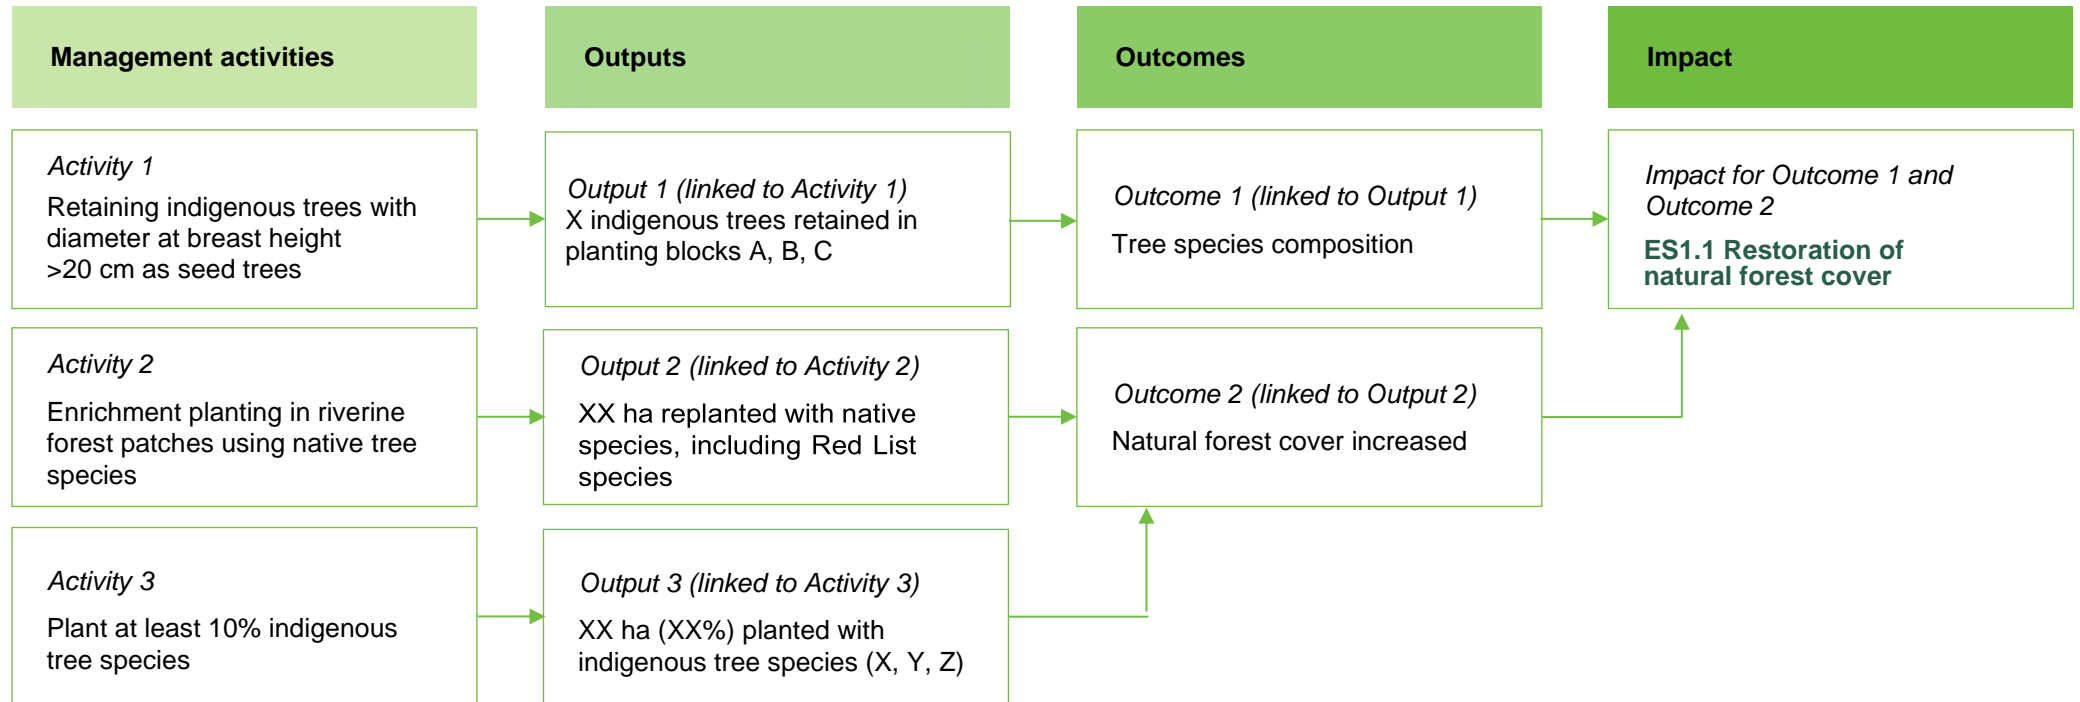 Management activities
Outputs
Outcomes
Impact
Activity 1
Retaining indigenous trees with
diameter at breast height
>20 cm as seed trees
Output 1 (linked to Activity 1)
X indigenous trees retained in
planting blocks A, B, C
Outcome 1 (linked to Output 1)
Tree species composition
Impact for Outcome 1 and
Outcome 2
ES1.1 Restoration of
natural forest cover
Activity 2
Enrichment planting in riverine
forest patches using native tree
species
Output 2 (linked to Activity 2)
XX ha replanted with native
species, including Red List
species
Outcome 2 (linked to Output 2)
Natural forest cover increased
Activity 3
Plant at least 10% indigenous
tree species
Output 3 (linked to Activity 3)
XX ha (XX%) planted with
indigenous tree species (X, Y, Z)